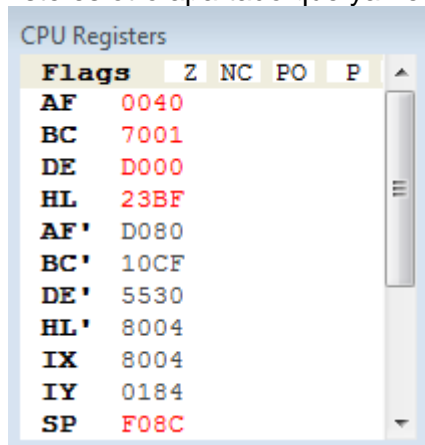 CPU Registers
Flags Z NC PO P
AF 0040
BC 7001
DE D000
HL 23BF
AF' D080
BC' 10CF
DE' 5530
HL' 8004
IX 8004
IY 0184
SP F08C